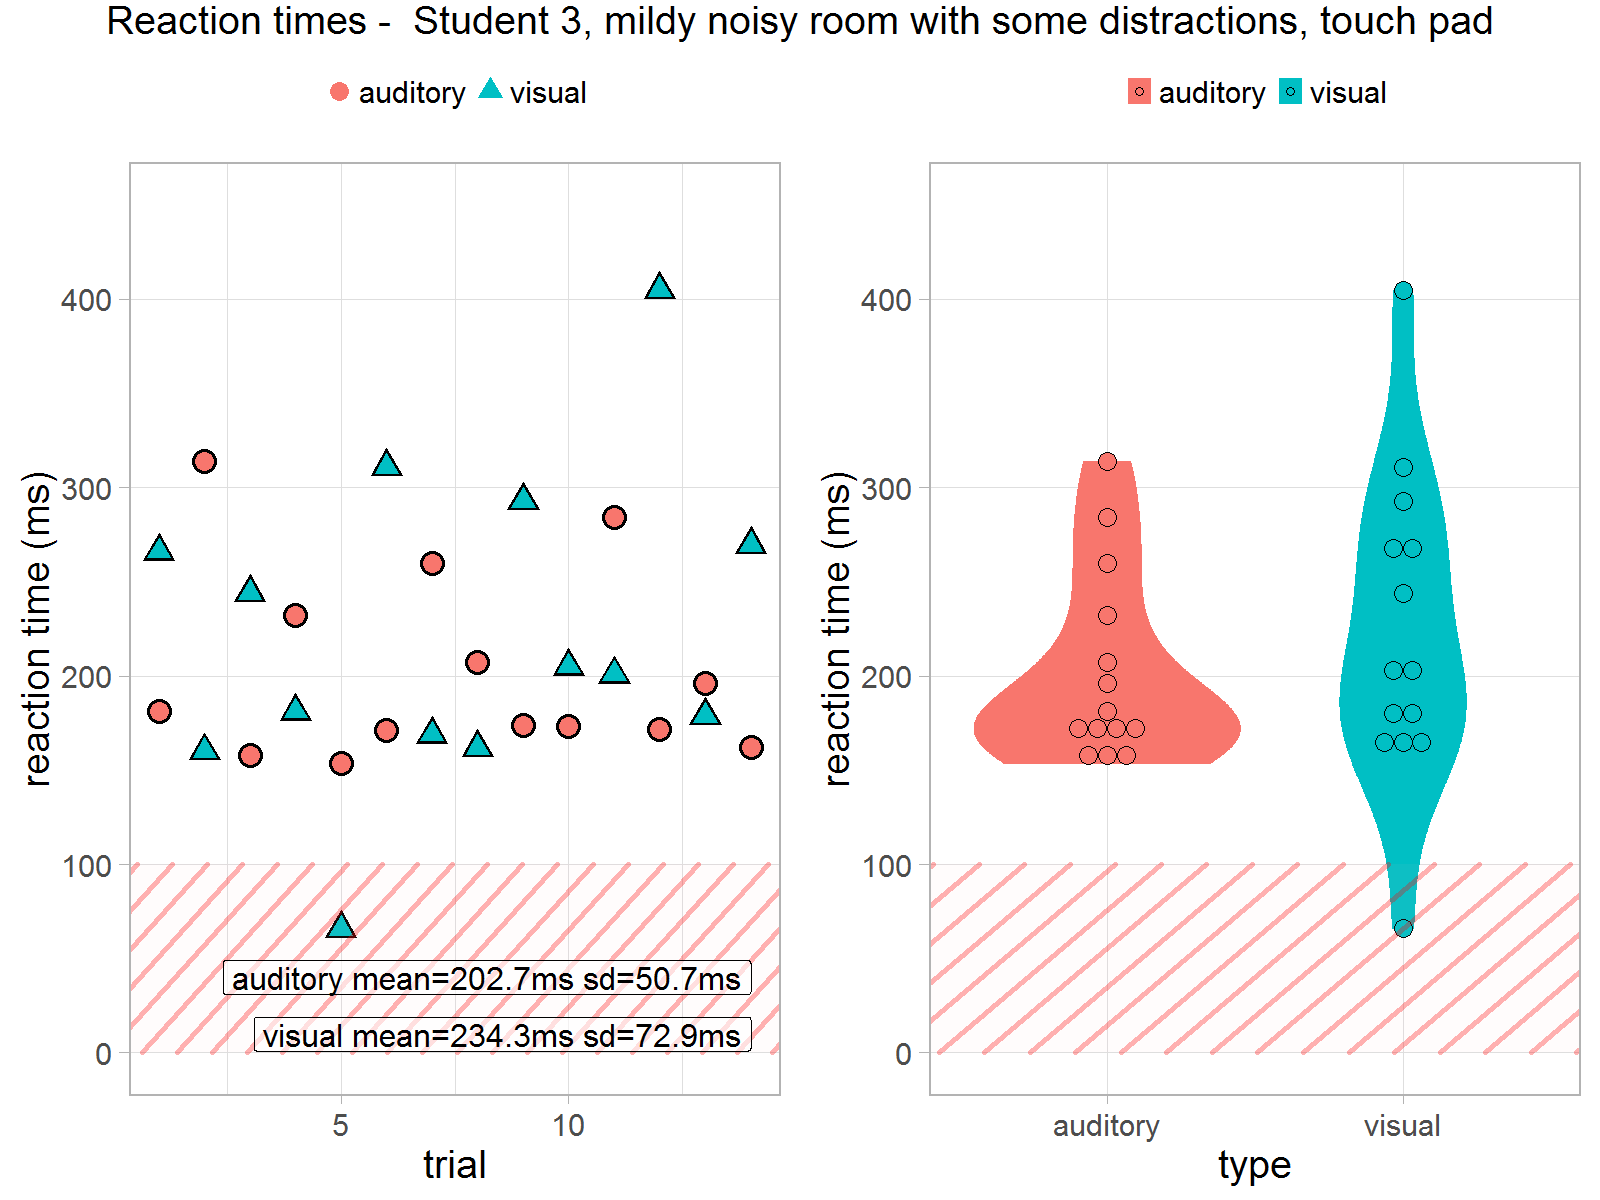 Reaction times -  Student 3, mildy noisy room with some distractions, touch pad
auditory visual
auditory visual
reaction time (ms)
400
300
200
100
0
auditory mean=202.7ms sd=50.7ms
visual mean=234.3ms sd=72.9ms
5 10
trial
reaction time (ms)
400
300
200
100
0
auditory visual
type